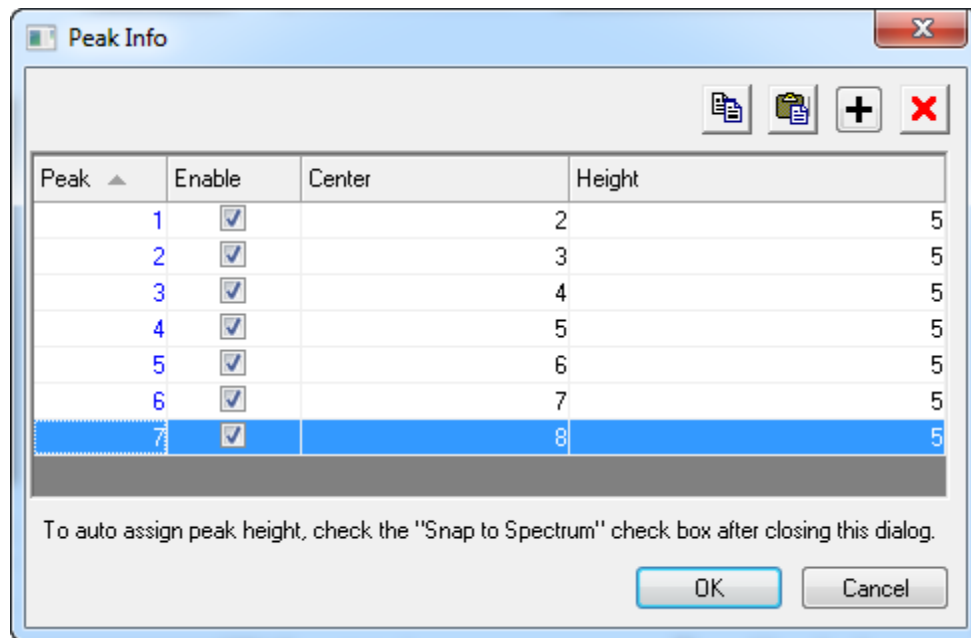 Peak Info
Peak Enable Center Height
1 2 5
2 3 5
3 4 5
4 5 5
5 6 5
6 7 5
7 8 5
To auto assign peak height, check the "Snap to Spectrum" check box after closing this dialog.
OK Cancel